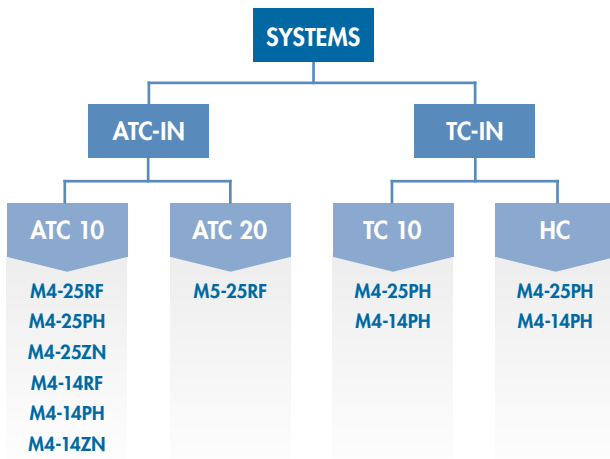 SYSTEMS
ATC-IN
TC-IN
ATC 10
ATC 20
TC 10
HC
M4-25RF
M4-25PH
M4-25ZN
M4-14RF
M4-14PH
M4-14ZN
M5-25RF
M4-25PH
M4-14PH
M4-25PH
M4-14PH